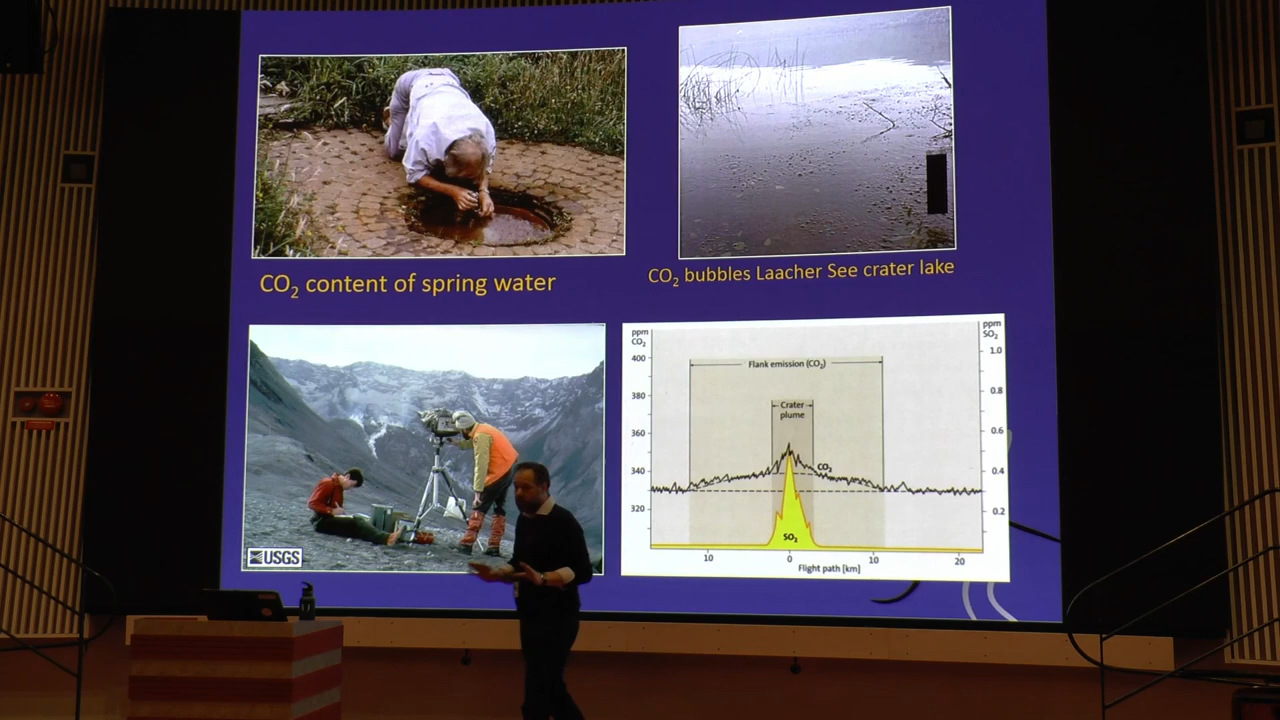 CO₂ content of spring water
CO₂ bubbles Laacher See crater lake
USGS
ppm
CO₂
ppm
SO₂
400
380
360
340
320
1.0
0.8
0.6
0.4
0.2
Flank emission (CO₂)
Crater
plume
CO₂
SO₂
10
0
10
20
Flight path [km]